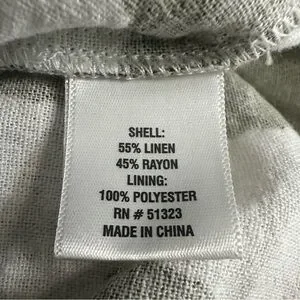 SHELL:
55% LINEN
45% RAYON
LINING:
100% POLYESTER
RN # 51323
MADE IN CHINA